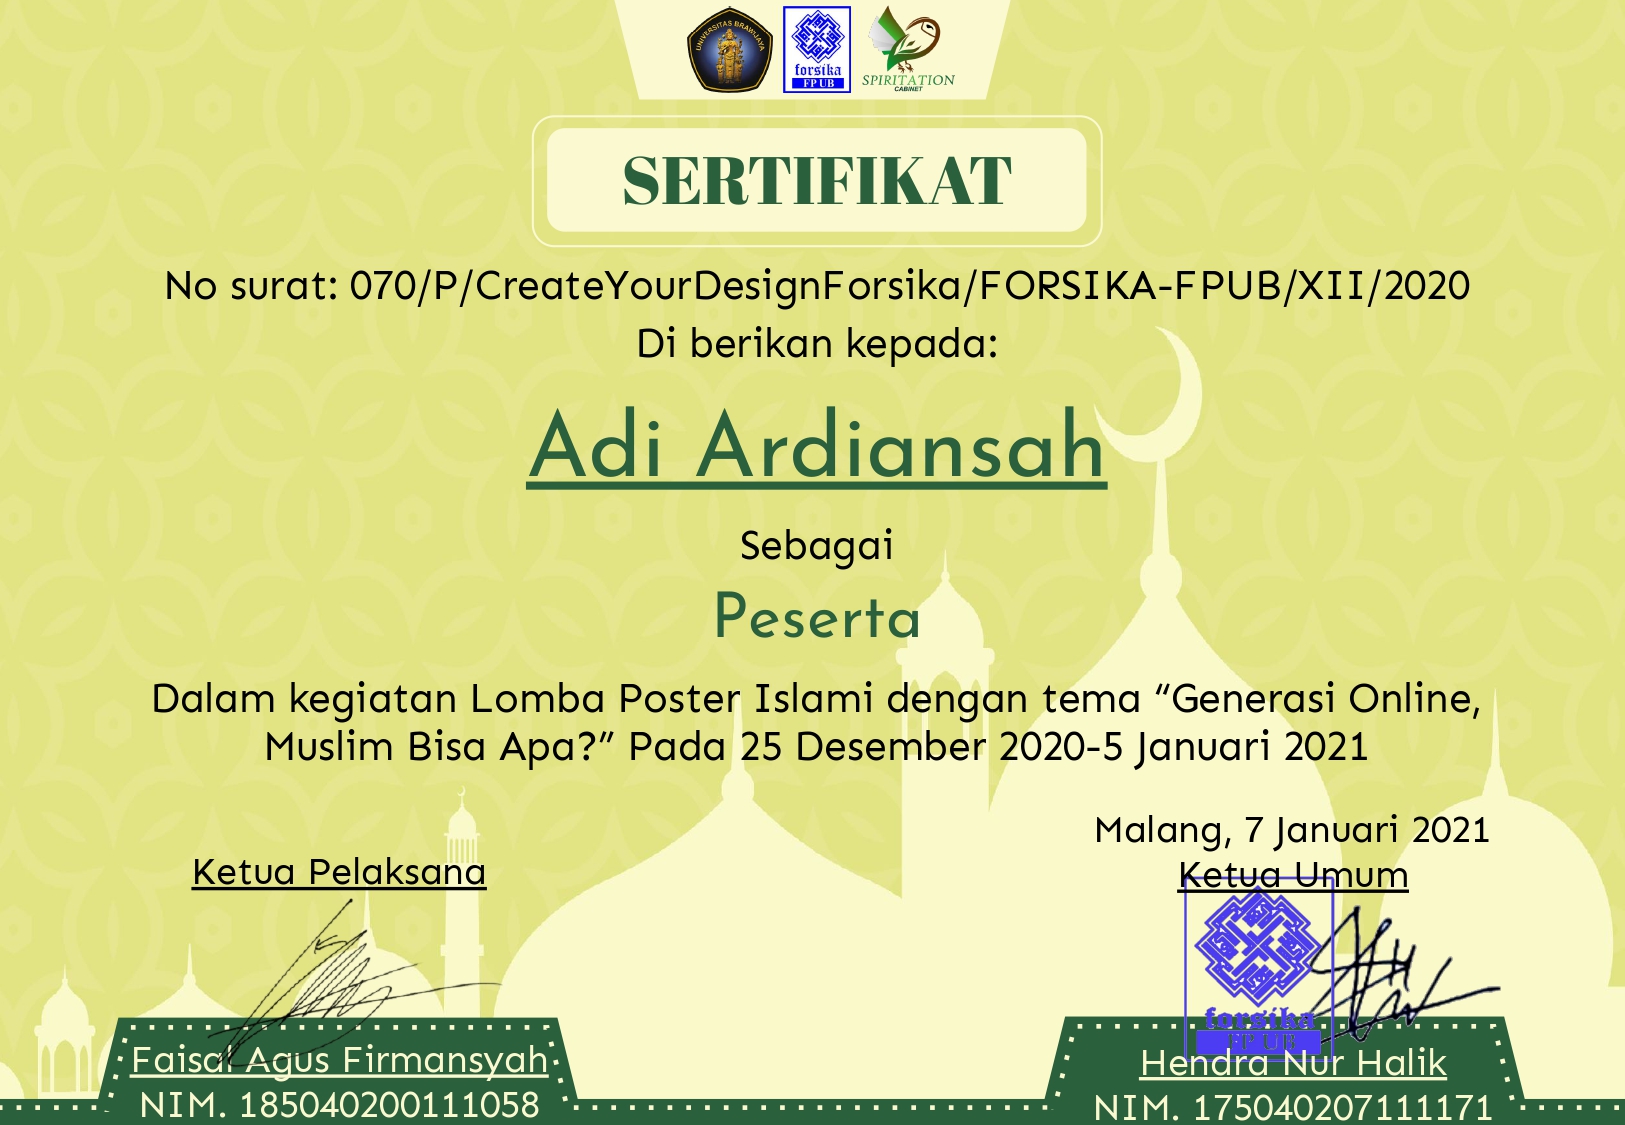 UNIVERSITAS BRAWIJAYA
forsika
FP UB
SPIRITATION
CABINET
SERTIFIKAT
No surat: 070/P/CreateYourDesignForsika/FORSIKA-FPUB/XII/2020
Di berikan kepada:
Adi Ardiansah
Sebagai
Peserta
Dalam kegiatan Lomba Poster Islami dengan tema “Generasi Online,
Muslim Bisa Apa?” Pada 25 Desember 2020-5 Januari 2021
Malang, 7 Januari 2021
Ketua Pelaksana
Ketua Umum
forsika
FP UB
Faisal Agus Firmansyah
Hendra Nur Halik
NIM. 185040200111058
NIM. 175040207111171